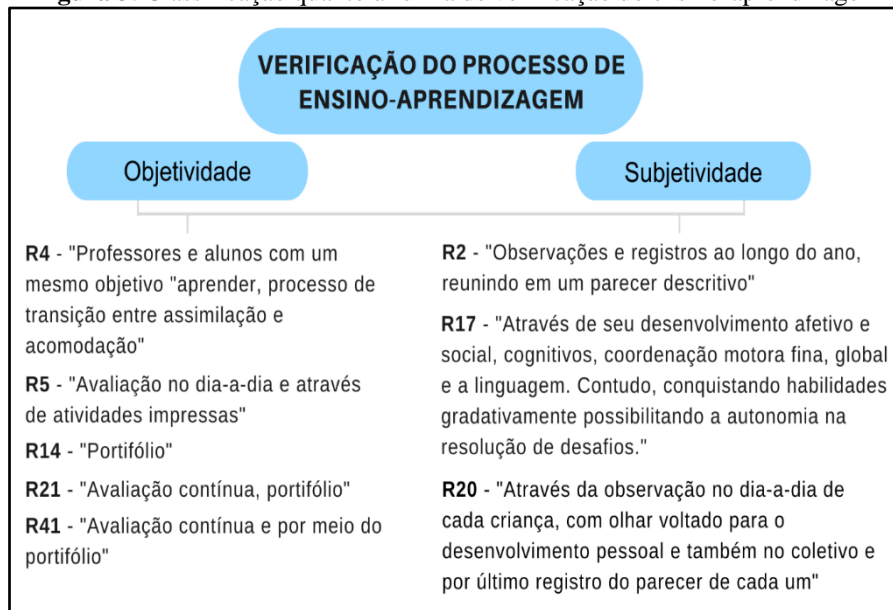 VERIFICAÇÃO DO PROCESSO DE
ENSINO-APRENDIZAGEM
Objetividade
R4 - "Professores e alunos com um
mesmo objetivo "aprender, processo de
transição entre assimilação e
acomodação"
R5 - "Avaliação no dia-a-dia e através
de atividades impressas"
R14 - "Portifólio"
R21 - "Avaliação contínua, portifólio"
R41 - "Avaliação contínua e por meio do
portifólio"
Subjetividade
R2 - "Observações e registros ao longo do ano,
reunindo em um parecer descritivo"
R17 - "Através de seu desenvolvimento afetivo e
social, cognitivos, coordenação motora fina, global
e a linguagem. Contudo, conquistando habilidades
gradativamente possibilitando a autonomia na
resolução de desafios."
R20 - "Através da observação no dia-a-dia de
cada criança, com olhar voltado para o
desenvolvimento pessoal e também no coletivo e
por último registro do parecer de cada um"